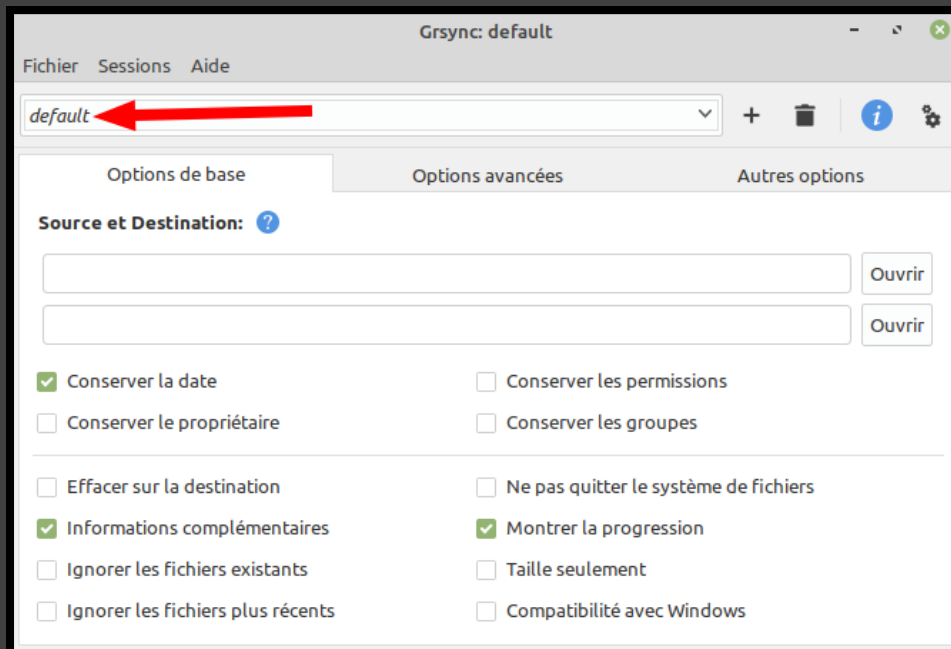 Grsync: default
Fichier Sessions Aide
default
Options de base Options avancées Autres options
Source et Destination:
Ouvrir
Ouvrir
Conserver la date Conserver les permissions
Conserver le propriétaire Conserver les groupes
Effacer sur la destination Ne pas quitter le système de fichiers
Informations complémentaires Montrer la progression
Ignorer les fichiers existants Taille seulement
Ignorer les fichiers plus récents Compatibilité avec Windows